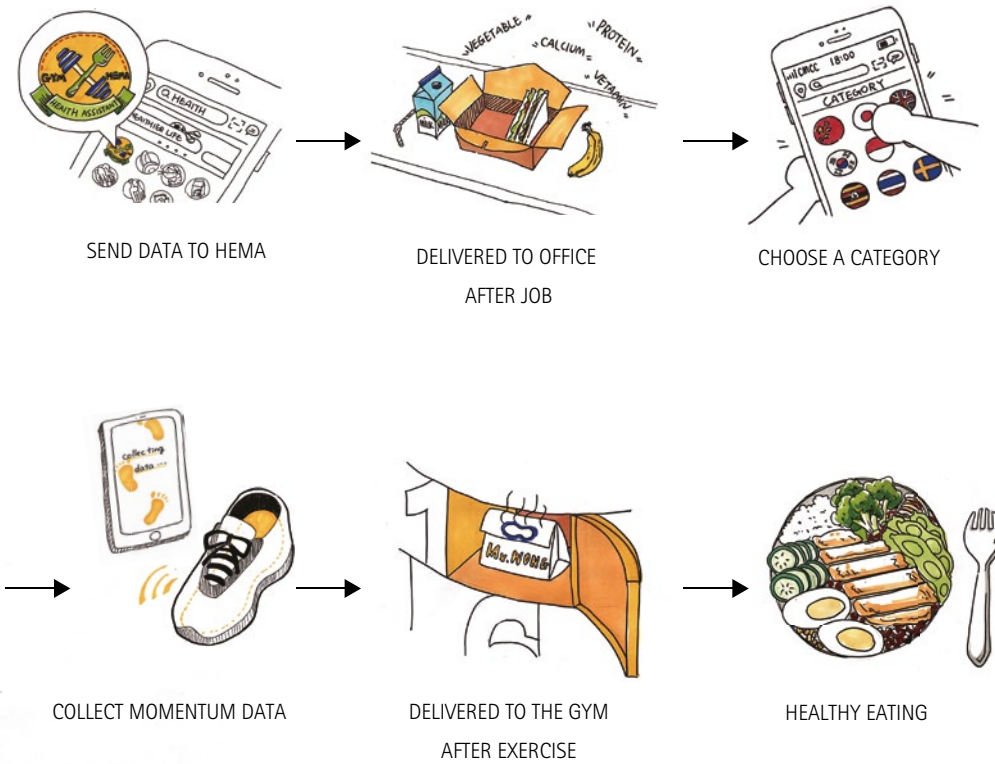 GYM
HEMA
HEALTH ASSISTANT
HEALTH
HEALTHIER LIFE
SEND DATA TO HEMA
VEGETABLE
CALCIUM
PROTEIN
VETAMIN
MILK
DELIVERED TO OFFICE
AFTER JOB
CMCC 18:00
CATEGORY
CHOOSE A CATEGORY
collecting
data ...
COLLECT MOMENTUM DATA
1
Mr. WONG
DELIVERED TO THE GYM
AFTER EXERCISE
HEALTHY EATING